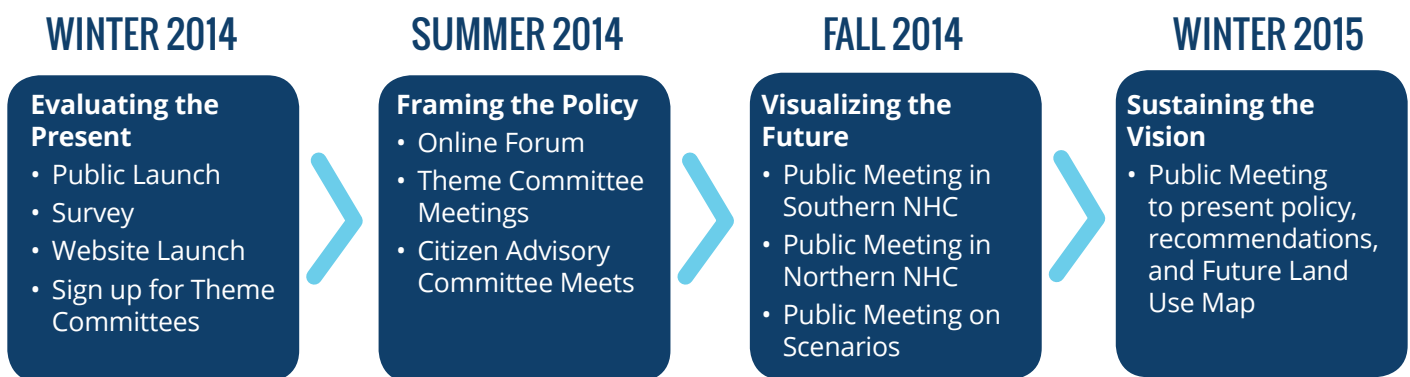 WINTER 2014
Evaluating the
Present
• Public Launch
• Survey
• Website Launch
• Sign up for Theme
Committees
SUMMER 2014
Framing the Policy
• Online Forum
• Theme Committee
Meetings
• Citizen Advisory
Committee Meets
FALL 2014
Visualizing the
Future
• Public Meeting in
Southern NHC
• Public Meeting in
Northern NHC
• Public Meeting on
Scenarios
WINTER 2015
Sustaining the
Vision
• Public Meeting
to present policy,
recommendations,
and Future Land
Use Map